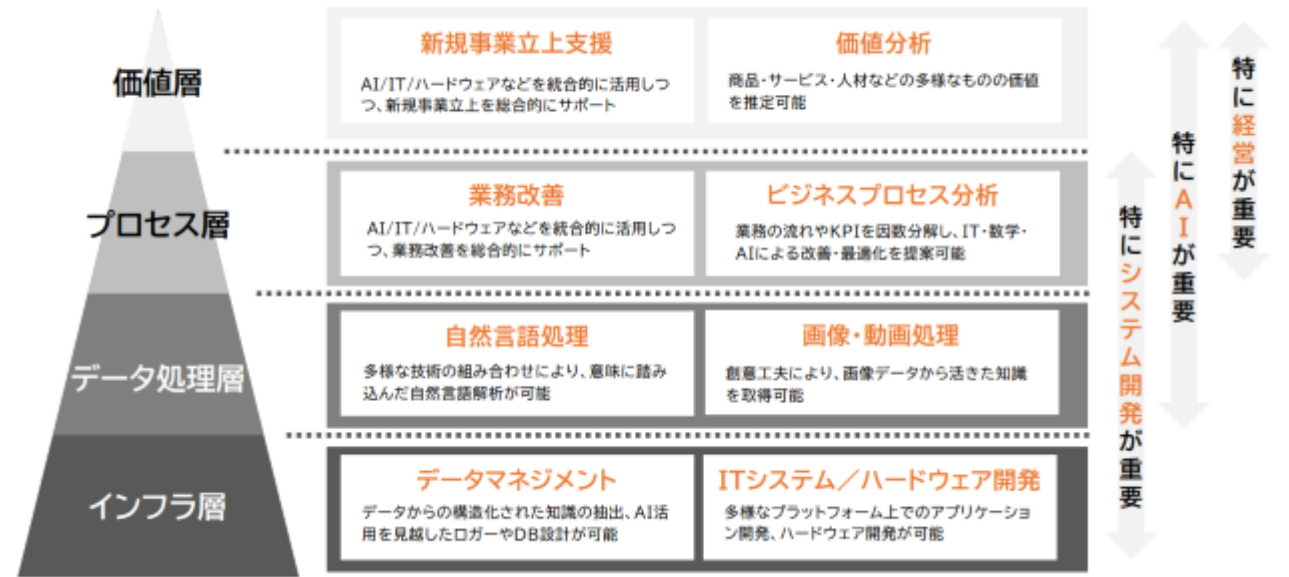 価値層
新規事業立上支援
AI/IT/ハードウェアなどを統合的に活用しつ
つ、新規事業立上を総合的にサポート
価値分析
商品・サービス・人材などの多様なものの価値
を推定可能
プロセス層
業務改善
AI/IT/ハードウェアなどを統合的に活用しつ
つ、業務改善を総合的にサポート
ビジネスプロセス分析
業務の流れやKPIを因数分解し、IT・数学・
AIによる改善・最適化を提案可能
データ処理層
自然言語処理
多様な技術の組み合わせにより、意味に踏み
込んだ自然言語解析が可能
画像・動画処理
創意工夫により、画像データから活きた知識
を取得可能
インフラ層
データマネジメント
データからの構造化された知識の抽出、AI活
用を見越したロガーやDB設計が可能
ITシステム／ハードウェア開発
多様なプラットフォーム上でのアプリケーショ
ン開発、ハードウェア開発が可能
特に経営が重要
特にAIが重要
特にシステム開発が重要